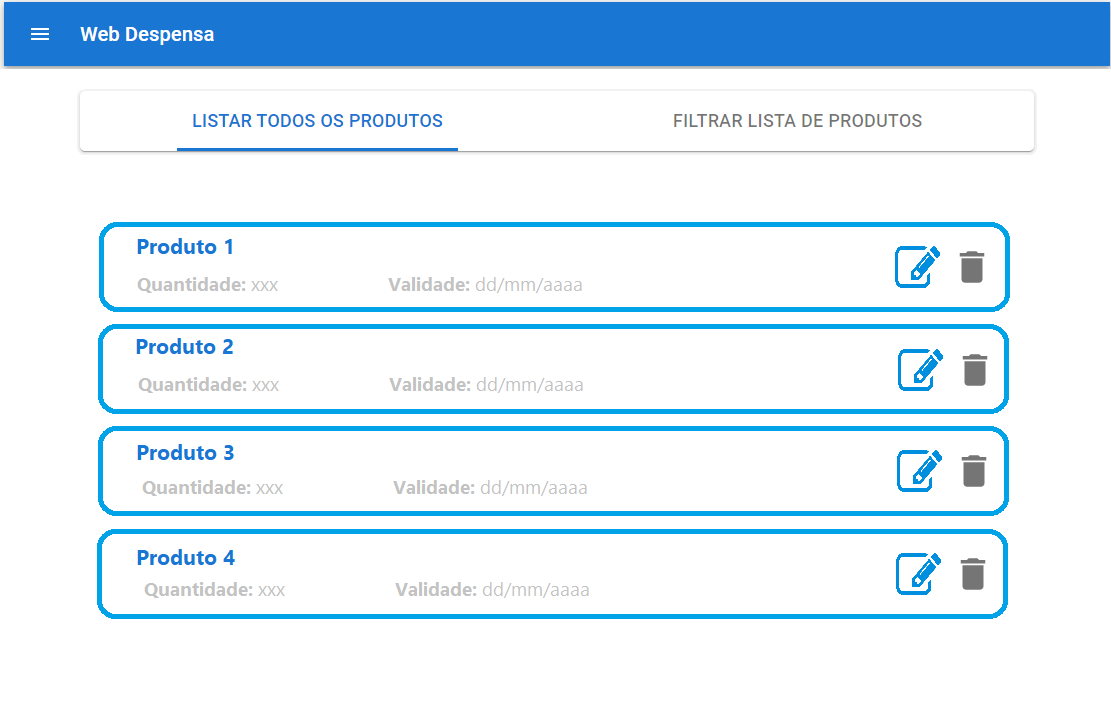 Web Despensa
LISTAR TODOS OS PRODUTOS FILTRAR LISTA DE PRODUTOS
Produto 1
Quantidade: xxx Validade: dd/mm/aaaa
Produto 2
Quantidade: xxx Validade: dd/mm/aaaa
Produto 3
Quantidade: xxx Validade: dd/mm/aaaa
Produto 4
Quantidade: xxx Validade: dd/mm/aaaa